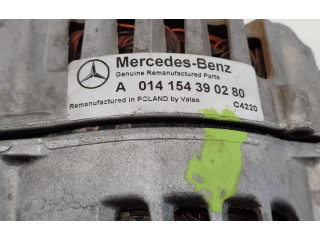 Mercedes-Benz
Genuine Remanufactured Parts
A 014 154 39 02 80
Remanufactured in POLAND by Valeo C4220